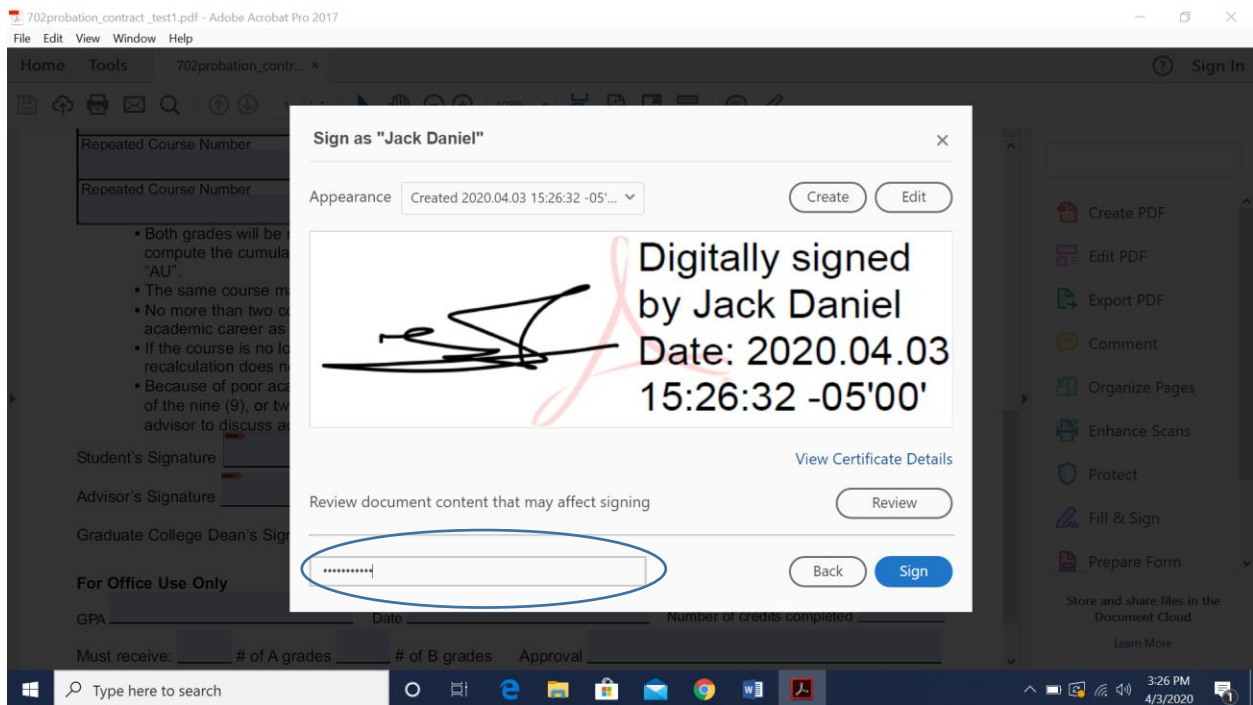 702probation_contract _test1.pdf - Adobe Acrobat Pro 2017
File Edit View Window Help
Home Tools 702probation_contr... × Sign In
Sign as "Jack Daniel"
Appearance Created 2020.04.03 15:26:32 -05'... Create Edit
Digitally signed
by Jack Daniel
Date: 2020.04.03
15:26:32 -05'00'
View Certificate Details
Review document content that may affect signing Review
••••••••••• Back Sign
Repeated Course Number
Repeated Course Number
• Both grades will be
compute the cumula
“AU”.
• The same course m
• No more than two c
academic career as
• If the course is no lo
recalculation does n
• Because of poor aca
of the nine (9), or tw
advisor to discuss a
Student's Signature
Advisor's Signature
Graduate College Dean's Sig
For Office Use Only
GPA Date Number of credits completed
Must receive: # of A grades # of B grades Approval
Create PDF
Edit PDF
Export PDF
Comment
Organize Pages
Enhance Scans
Protect
Fill & Sign
Prepare Form
Store and share files in the
Document Cloud
Learn More
Type here to search
3:26 PM
4/3/2020